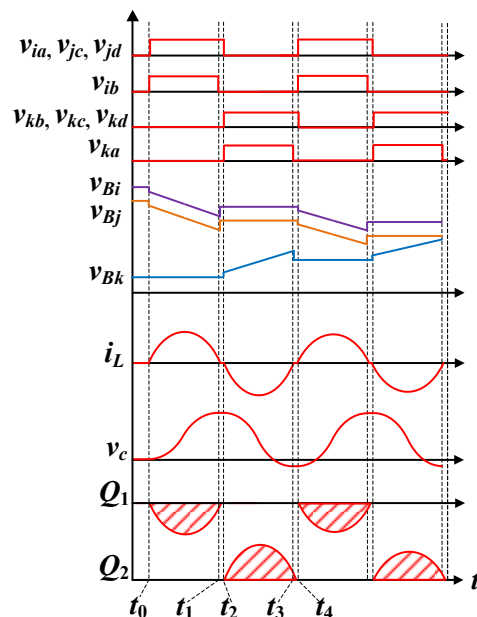 v_ia, v_jc, v_jd
v_ib
v_kb, v_kc, v_kd
v_ka
v_Bi
v_Bj
v_Bk
i_L
v_c
Q_1
Q_2
t
t_0 t_1 t_2 t_3 t_4